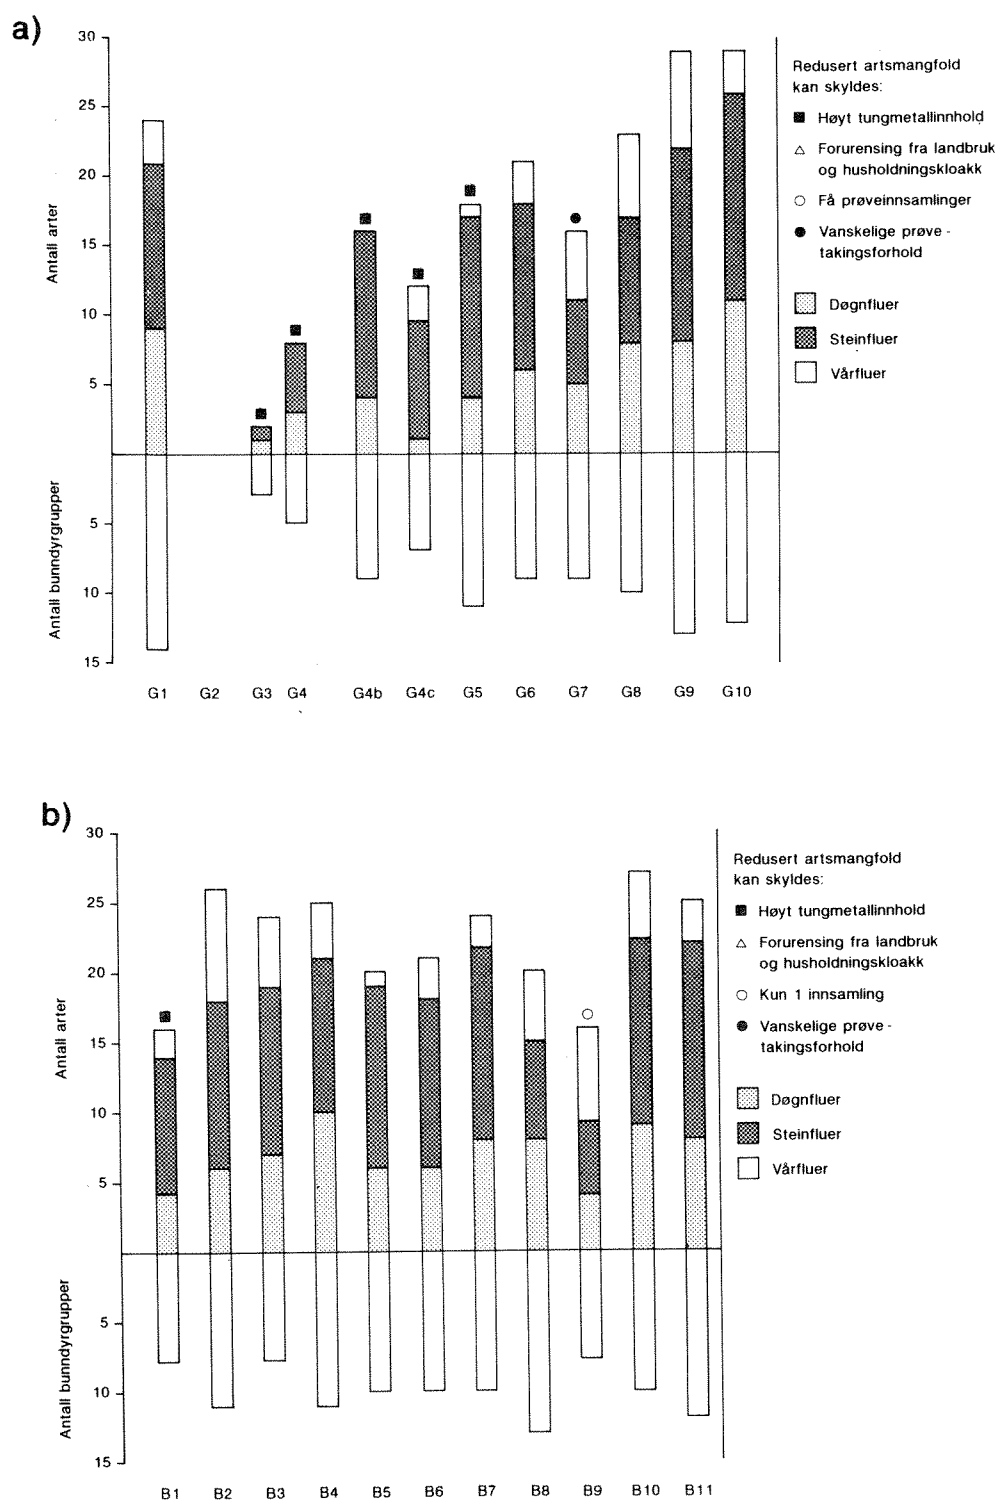 a)
30
25
20
15
10
5
5
10
15
Antall arter
Antall bunndyrgrupper
G1 G2 G3 G4 G4b G4c G5 G6 G7 G8 G9 G10
Redusert artsmangfold
kan skyldes:
Høyt tungmetallinnhold
Forurensing fra landbruk
og husholdningskloakk
Få prøveinnsamlinger
Vanskelige prøve-
takingsforhold
Døgnfluer
Steinfluer
Vårfluer
b)
30
25
20
15
10
5
5
10
15
Antall arter
Antall bunndyrgrupper
B1 B2 B3 B4 B5 B6 B7 B8 B9 B10 B11
Redusert artsmangfold
kan skyldes:
Høyt tungmetallinnhold
Forurensing fra landbruk
og husholdningskloakk
Kun 1 innsamling
Vanskelige prøve-
takingsforhold
Døgnfluer
Steinfluer
Vårfluer